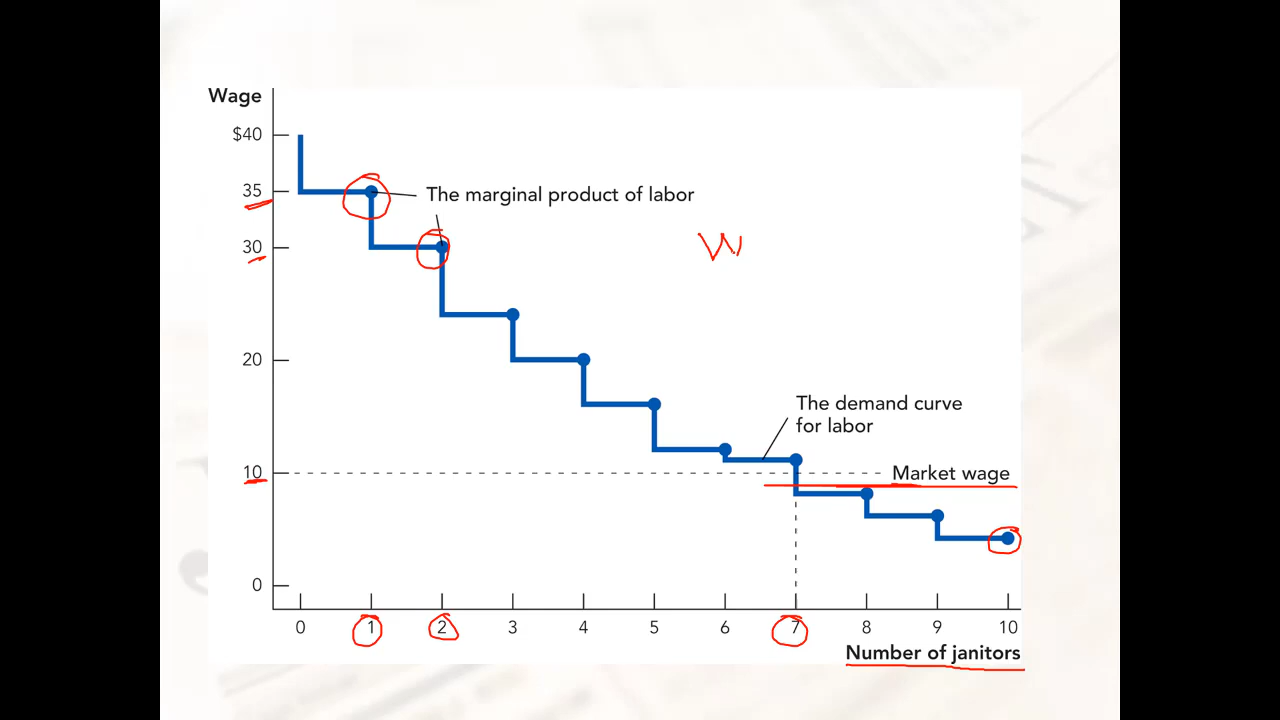 Wage
$40
35
The marginal product of labor
30
W
20
The demand curve
for labor
10
Market wage
0
0 1 2 3 4 5 6 7 8 9 10
Number of janitors